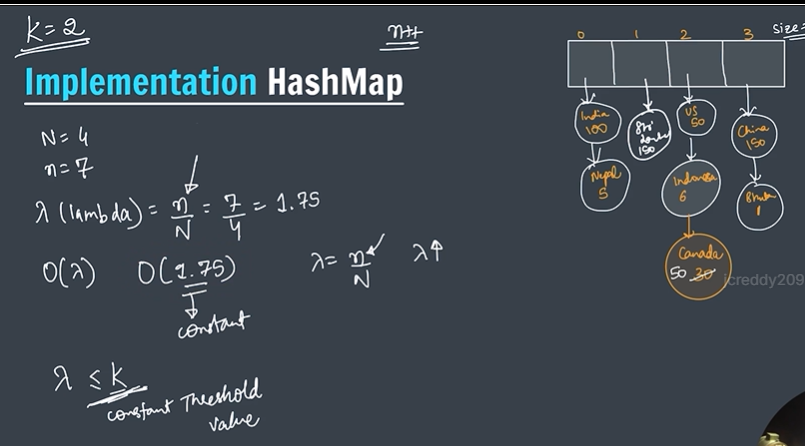 K = 2
n++
Implementation HashMap
N = 4
n = 7
λ (lambda) = n/N = 7/4 = 1.75
O(λ) O(1.75)
constant
λ = n/N λ↑
λ ≤ k
constant Threshold
value
0 1 2 3 size=
India
100
Nepal
5
Sri
Lanka
150
US
50
Indonesia
6
Canada
50 30
China
150
1
icreddy209